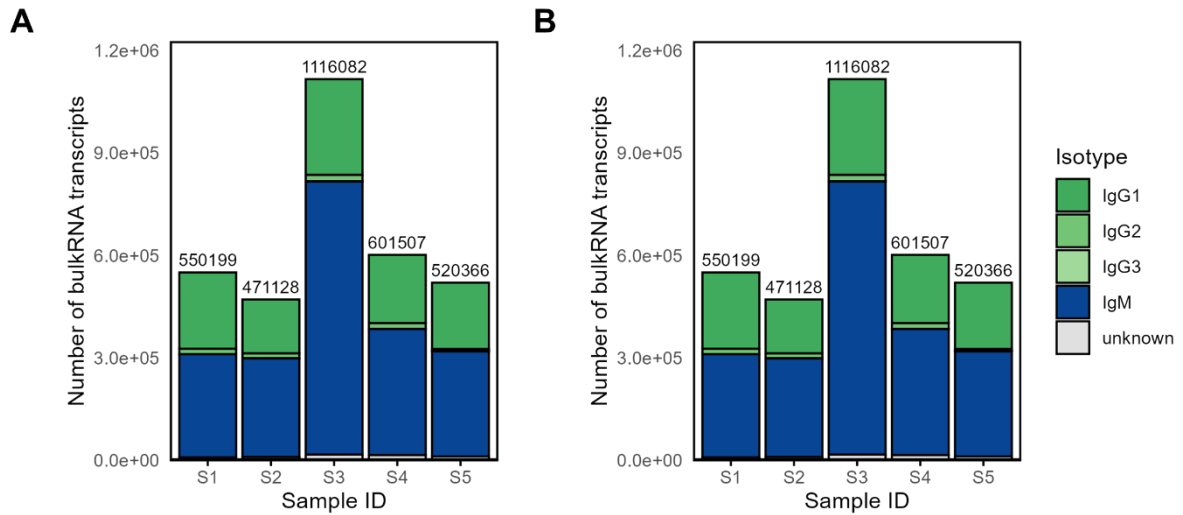 A
Number of bulkRNA transcripts
1.2e+06
9.0e+05
6.0e+05
3.0e+05
0.0e+00
550199
471128
1116082
601507
520366
S1 S2 S3 S4 S5
Sample ID
B
Number of bulkRNA transcripts
1.2e+06
9.0e+05
6.0e+05
3.0e+05
0.0e+00
550199
471128
1116082
601507
520366
S1 S2 S3 S4 S5
Sample ID
Isotype
IgG1
IgG2
IgG3
IgM
unknown